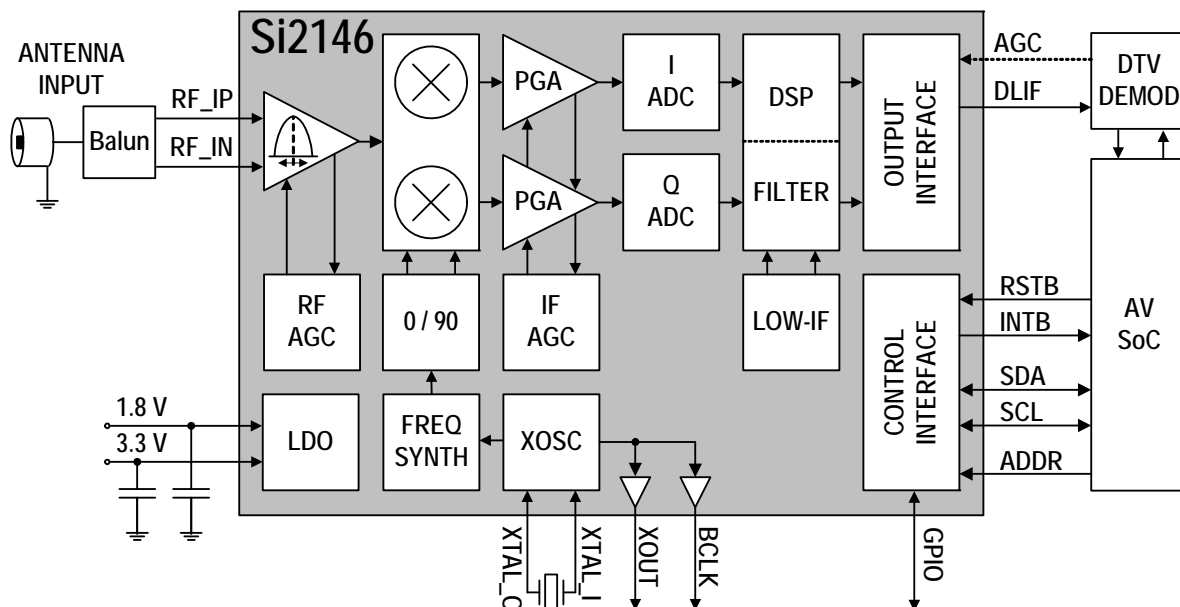 Si2146
ANTENNA
INPUT
Balun
RF_IP
RF_IN
PGA
PGA
I
ADC
Q
ADC
DSP
FILTER
OUTPUT
INTERFACE
AGC
DLIF
DTV
DEMOD
RF
AGC
0 / 90
IF
AGC
LOW-IF
CONTROL
INTERFACE
RSTB
INTB
SDA
SCL
ADDR
AV
SoC
1.8 V
3.3 V
LDO
FREQ
SYNTH
XOSC
XTAL_I
XOUT
BCLK
GPIO